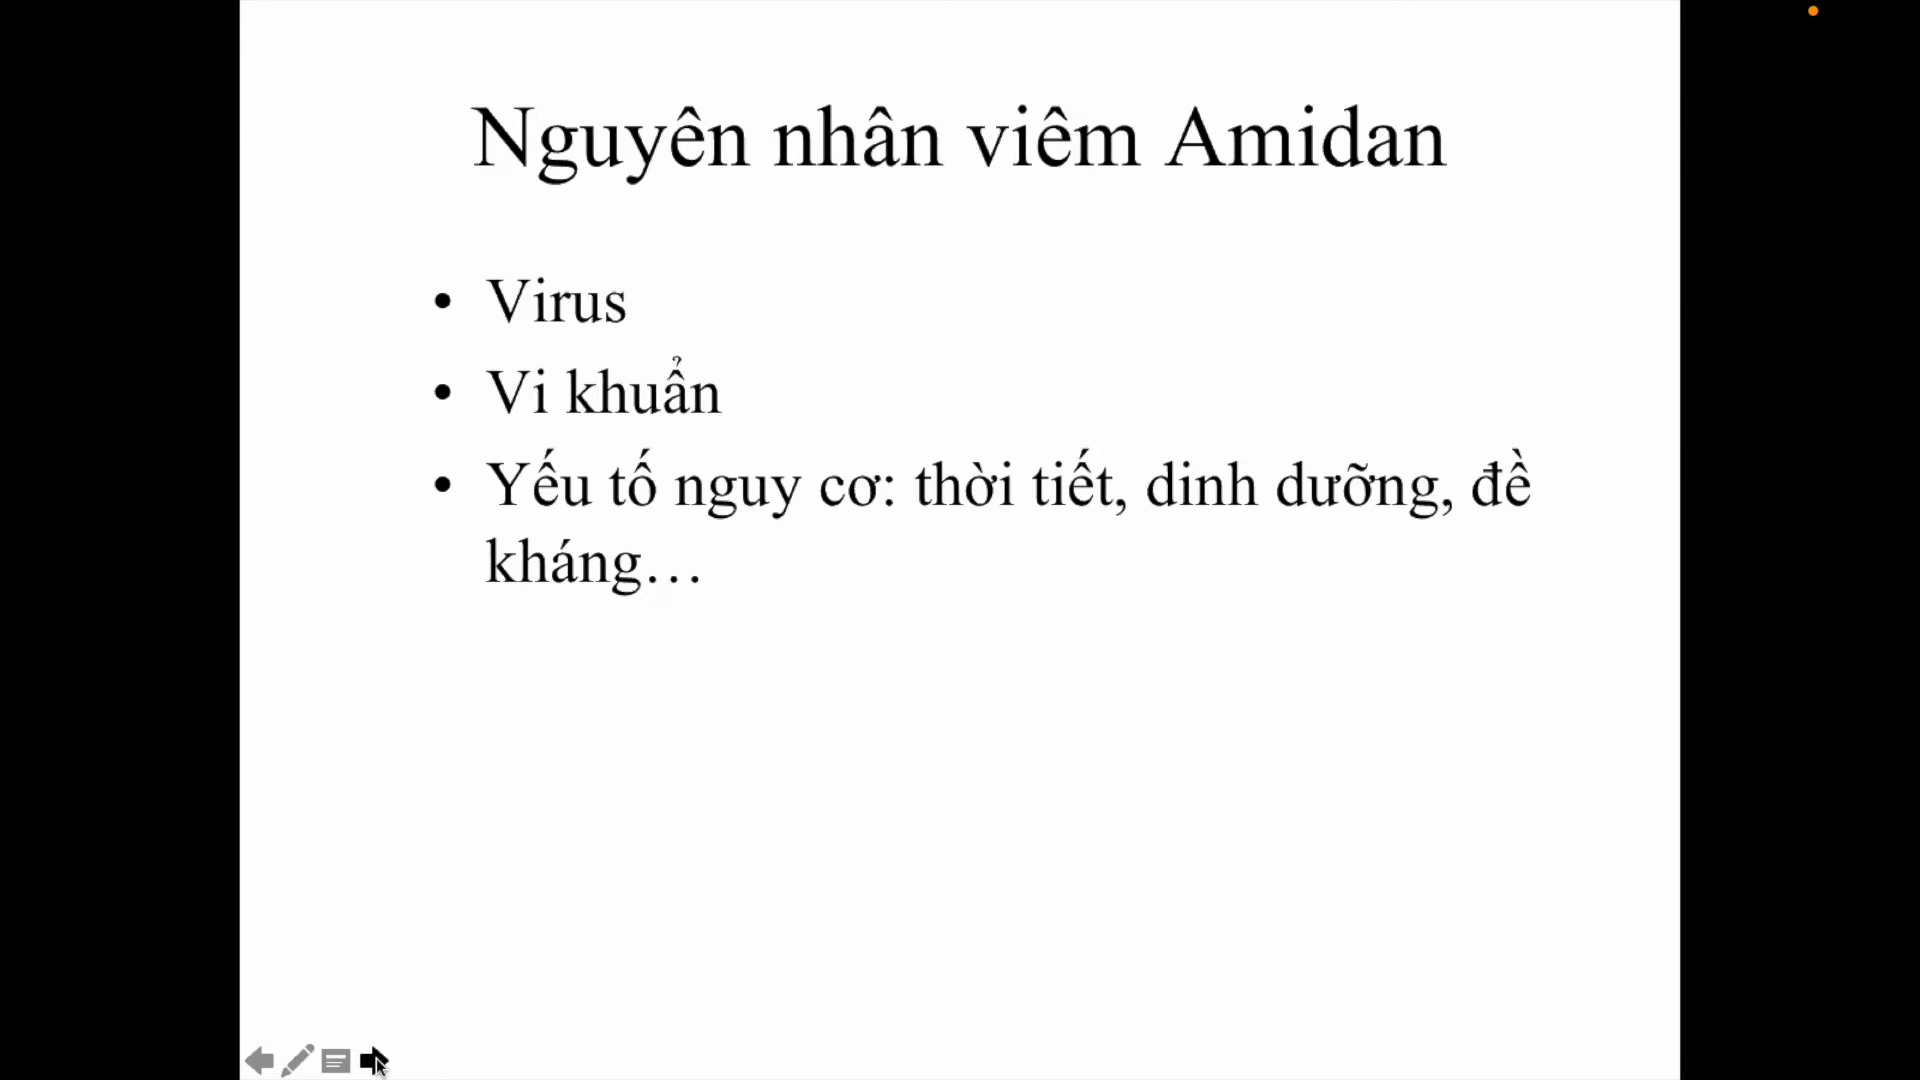 Nguyên nhân viêm Amidan
• Virus
• Vi khuẩn
• Yếu tố nguy cơ: thời tiết, dinh dưỡng, đề
kháng…